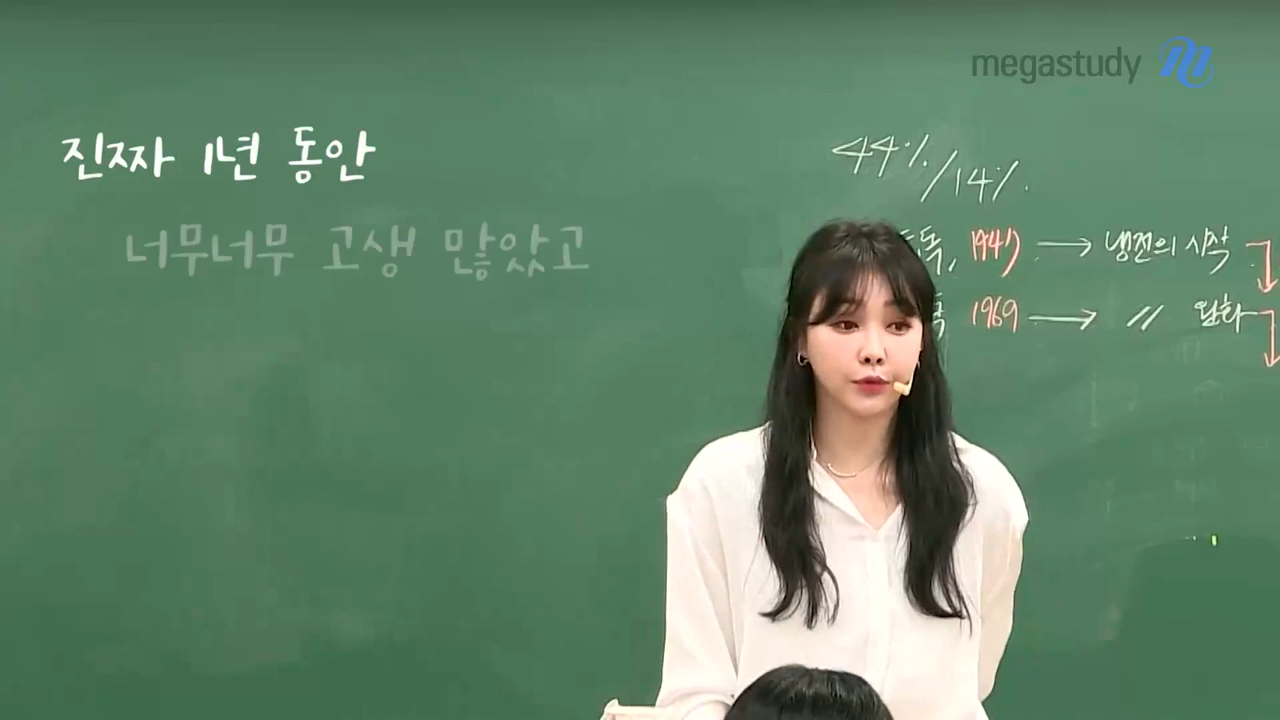 megastudy
진짜 1년 동안
너무너무 고생 많았고
44% / 14%.
독, 1947 → 냉전의 시작
1969 → 〃 완화